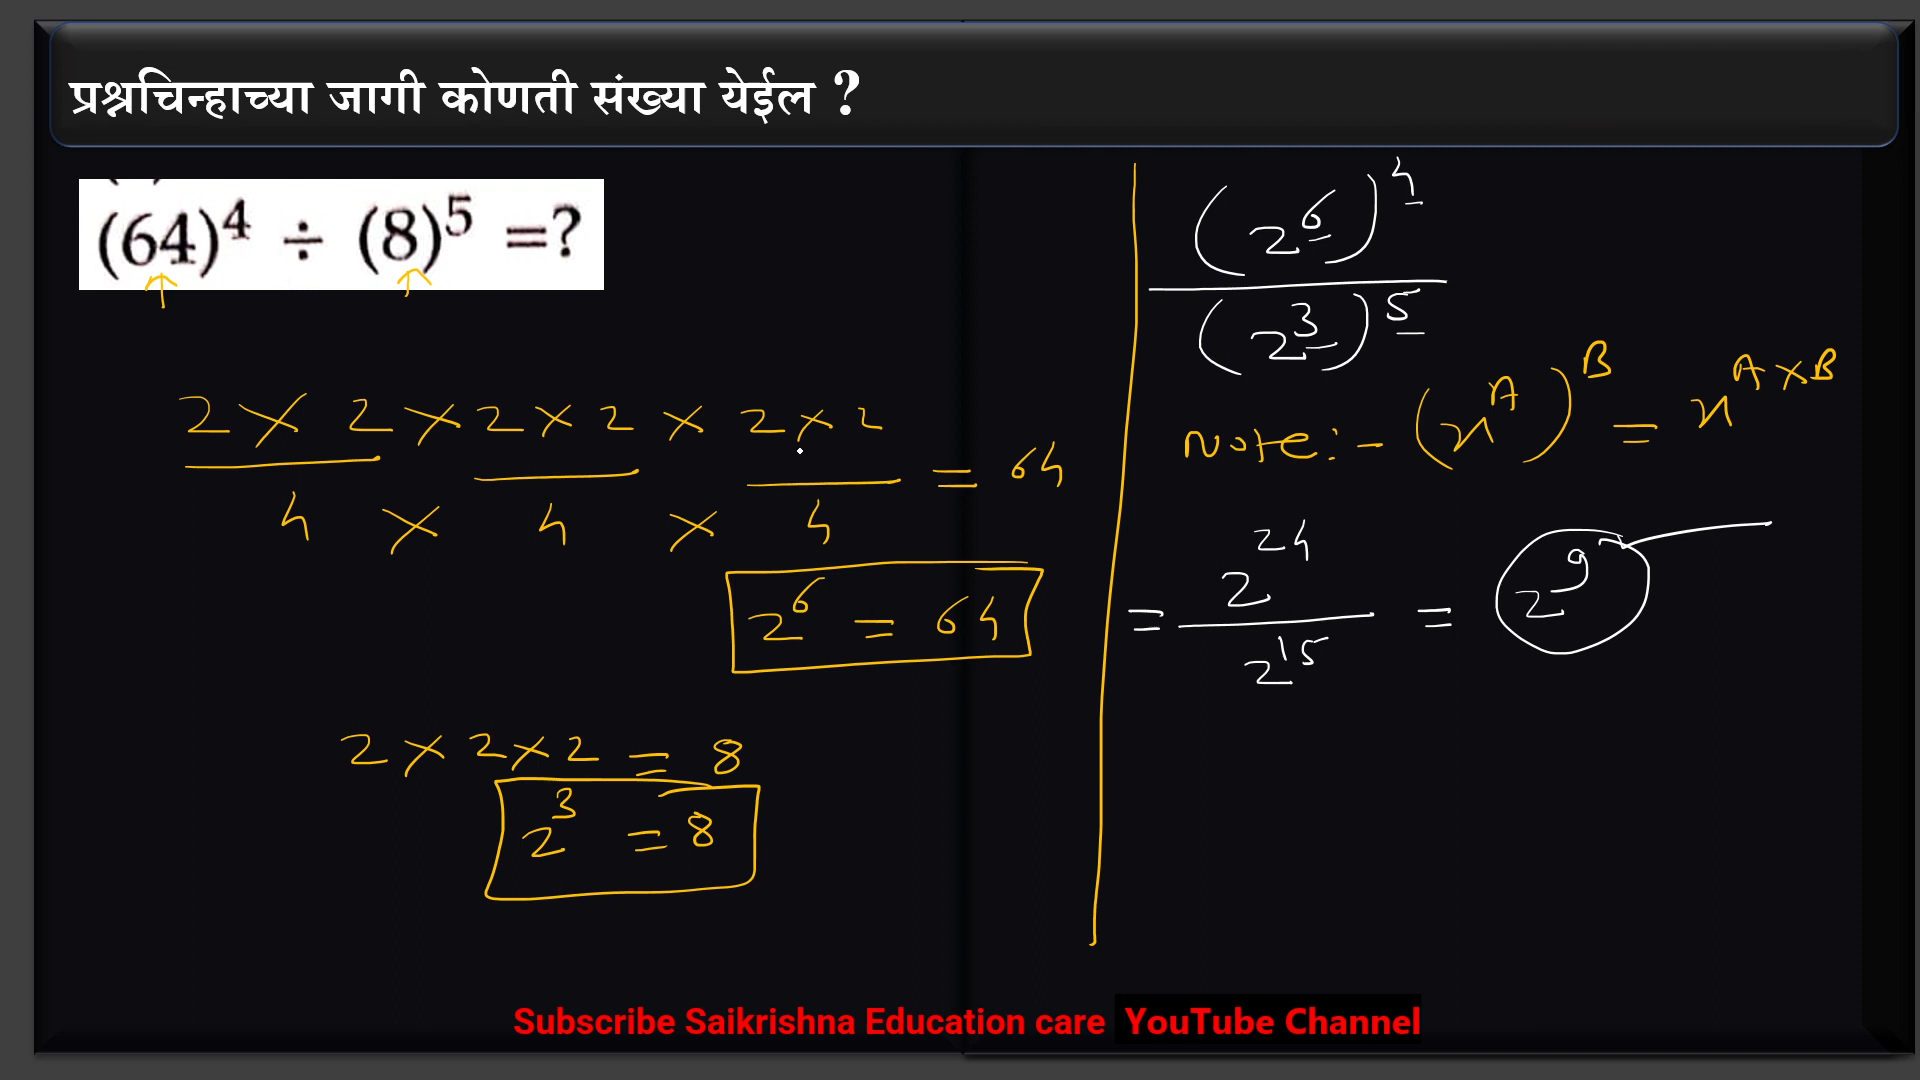 प्रश्नचिन्हाच्या जागी कोणती संख्या येईल ?
(64)⁴ ÷ (8)⁵ =?
2 × 2 × 2 × 2 × 2 × 2
4 × 4 × 4 = 64
2⁶ = 64
2 × 2 × 2 = 8
2³ = 8
(2⁶)⁴
(2³)⁵
Note:- (x^A)^B = x^A×B
= 2²⁴ = 2⁹
2¹⁵
Subscribe Saikrishna Education care YouTube Channel